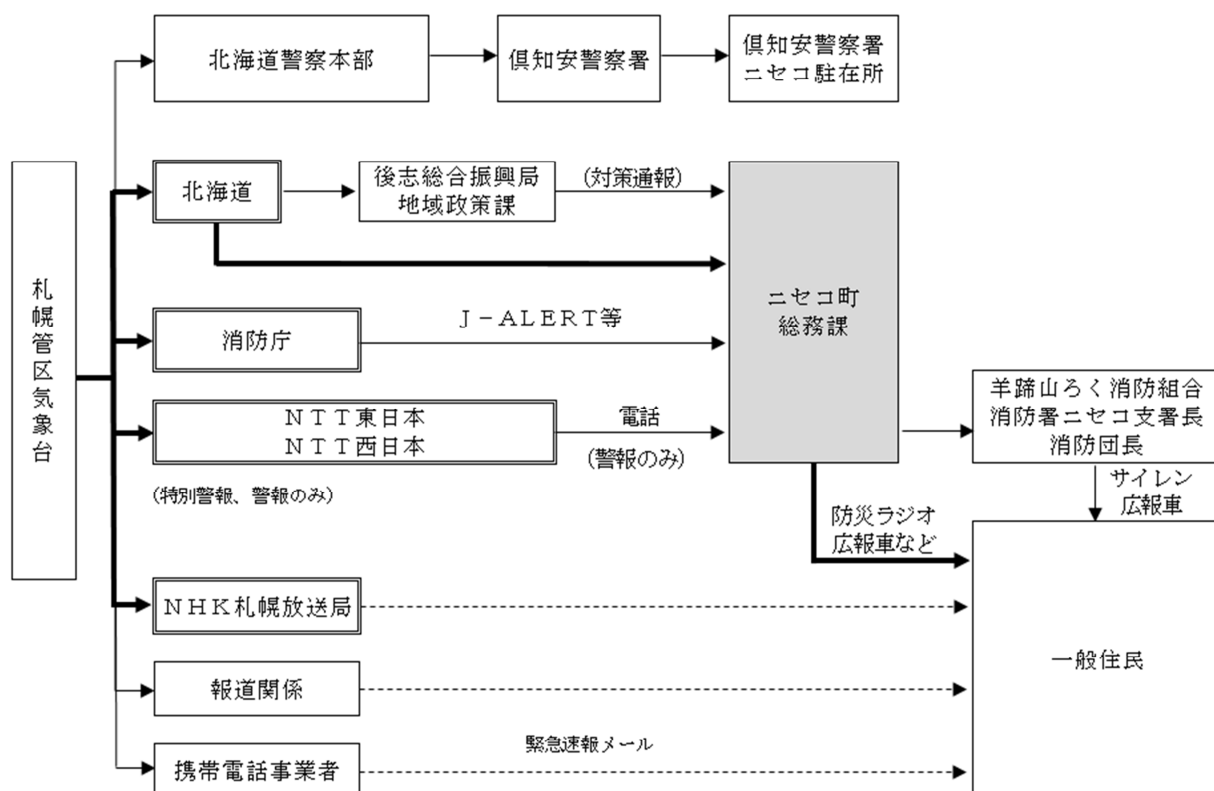 北海道警察本部
倶知安警察署
倶知安警察署
ニセコ駐在所
札幌管区気象台
北海道
後志総合振興局
地域政策課
(対策通報)
ニセコ町
総務課
消防庁
Ｊ－ＡＬＥＲＴ等
ＮＴＴ東日本
ＮＴＴ西日本
電話
(警報のみ)
(特別警報、警報のみ)
羊蹄山ろく消防組合
消防署ニセコ支署長
消防団長
サイレン
広報車
防災ラジオ
広報車など
ＮＨＫ札幌放送局
一般住民
報道関係
緊急速報メール
携帯電話事業者